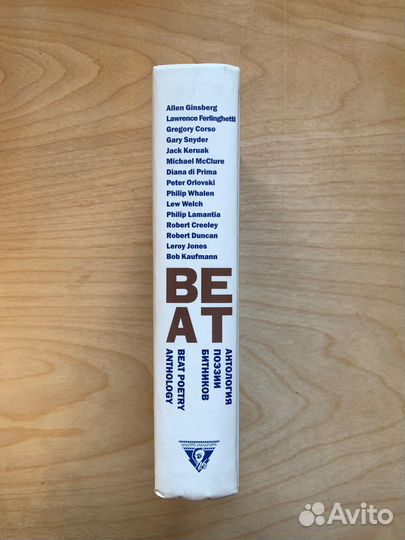 Allen Ginsberg
Lawrence Ferlinghetti
Gregory Corso
Gary Snyder
Jack Keruak
Michael McClure
Diana di Prima
Peter Orlovski
Philip Whalen
Lew Welch
Philip Lamantia
Robert Creeley
Robert Duncan
Leroy Jones
Bob Kaufmann
BE
AT
АНТОЛОГИЯ
ПОЭЗИИ
БИТНИКОВ
BEAT POETRY
ANTHOLOGY
Avito